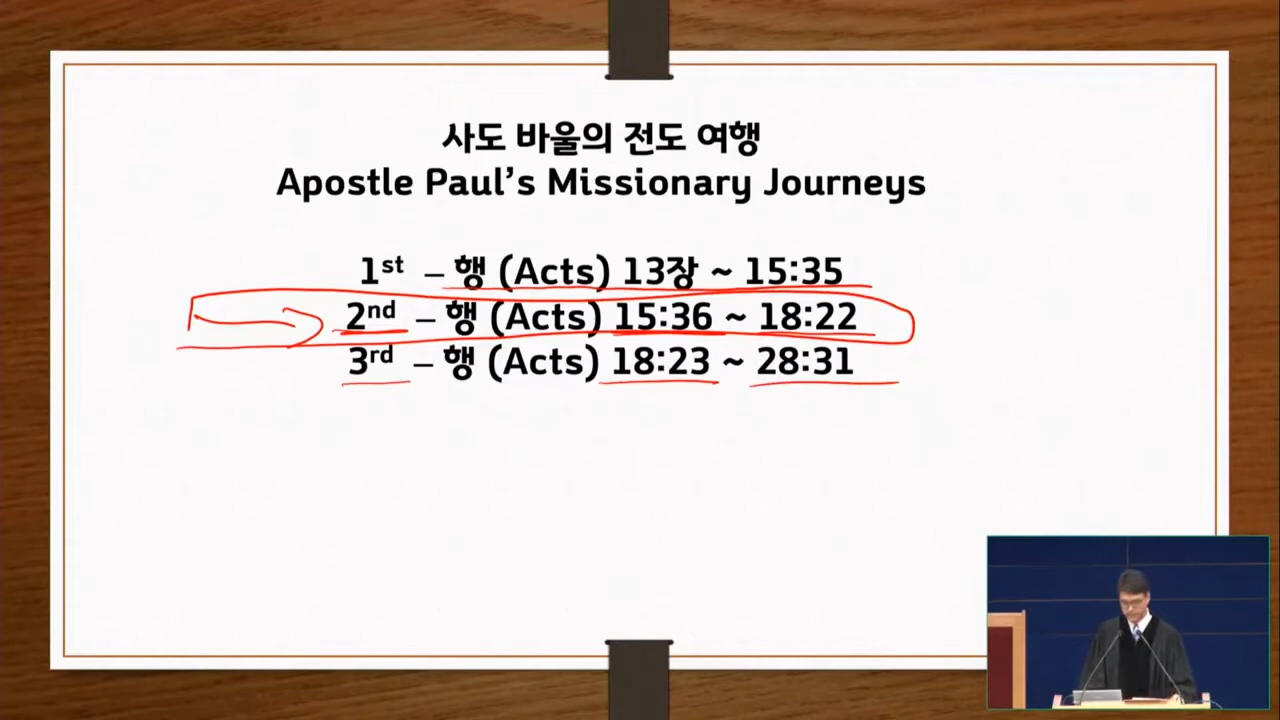 사도 바울의 전도 여행
Apostle Paul's Missionary Journeys
1st – 행 (Acts) 13장 ~ 15:35
2nd – 행 (Acts) 15:36 ~ 18:22
3rd – 행 (Acts) 18:23 ~ 28:31